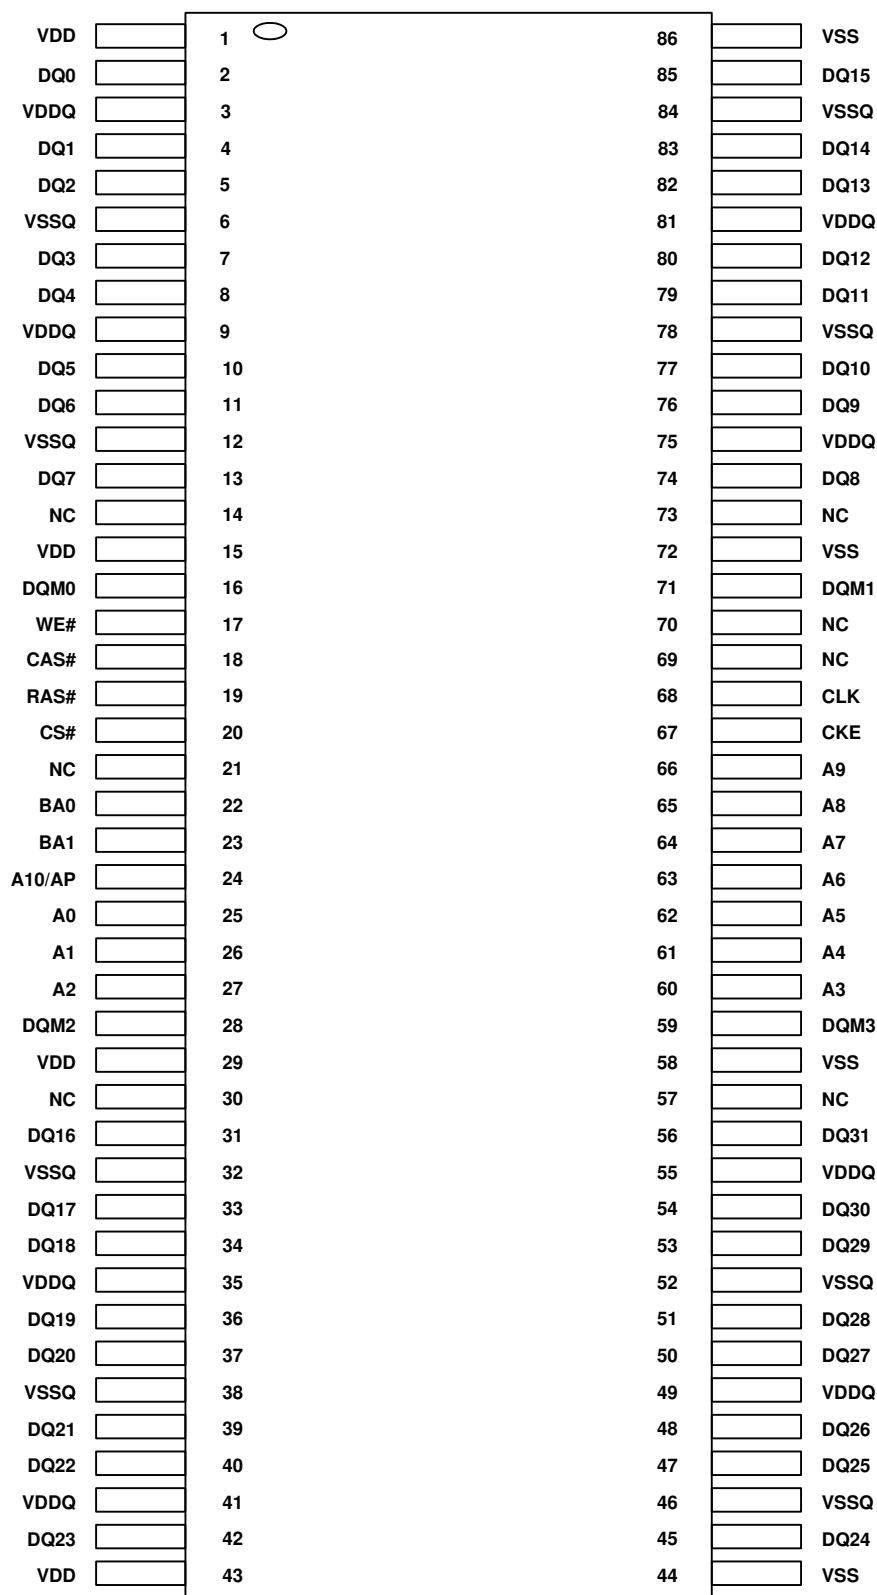 VDD 1 86 VSS
DQ0 2 85 DQ15
VDDQ 3 84 VSSQ
DQ1 4 83 DQ14
DQ2 5 82 DQ13
VSSQ 6 81 VDDQ
DQ3 7 80 DQ12
DQ4 8 79 DQ11
VDDQ 9 78 VSSQ
DQ5 10 77 DQ10
DQ6 11 76 DQ9
VSSQ 12 75 VDDQ
DQ7 13 74 DQ8
NC 14 73 NC
VDD 15 72 VSS
DQM0 16 71 DQM1
WE# 17 70 NC
CAS# 18 69 NC
RAS# 19 68 CLK
CS# 20 67 CKE
NC 21 66 A9
BA0 22 65 A8
BA1 23 64 A7
A10/AP 24 63 A6
A0 25 62 A5
A1 26 61 A4
A2 27 60 A3
DQM2 28 59 DQM3
VDD 29 58 VSS
NC 30 57 NC
DQ16 31 56 DQ31
VSSQ 32 55 VDDQ
DQ17 33 54 DQ30
DQ18 34 53 DQ29
VDDQ 35 52 VSSQ
DQ19 36 51 DQ28
DQ20 37 50 DQ27
VSSQ 38 49 VDDQ
DQ21 39 48 DQ26
DQ22 40 47 DQ25
VDDQ 41 46 VSSQ
DQ23 42 45 DQ24
VDD 43 44 VSS